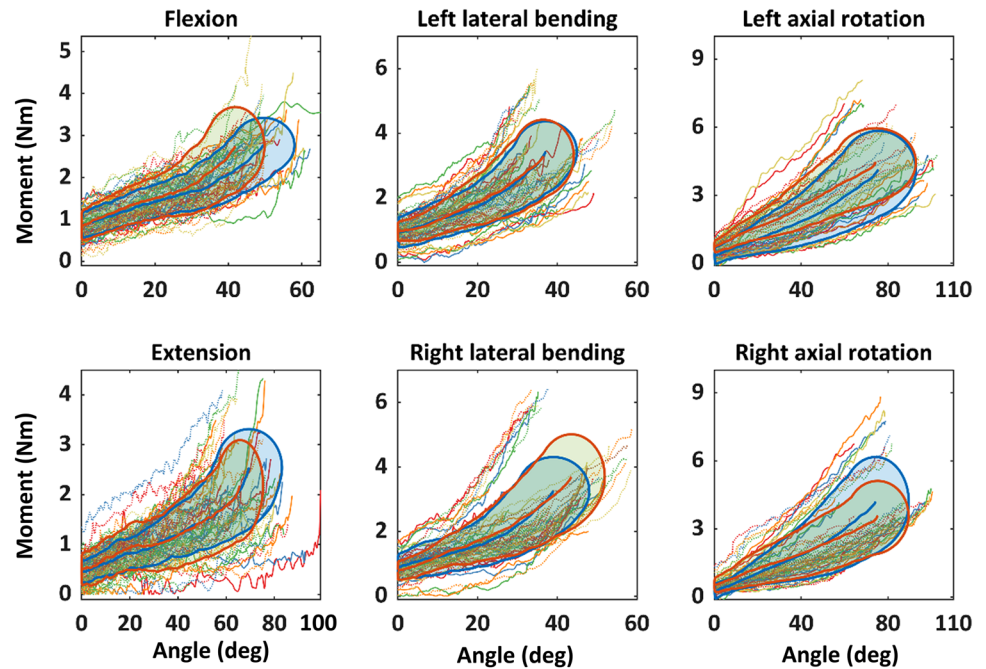 Flexion
Left lateral bending
Left axial rotation
Moment (Nm)
5
4
3
2
1
0
0 20 40 60
6
4
2
0
0 20 40 60
9
6
3
0
0 40 80 110
Extension
Right lateral bending
Right axial rotation
Moment (Nm)
4
3
2
1
0
0 20 40 60 80 100
Angle (deg)
6
4
2
0
0 20 40 60
Angle (deg)
9
6
3
0
0 40 80 110
Angle (deg)